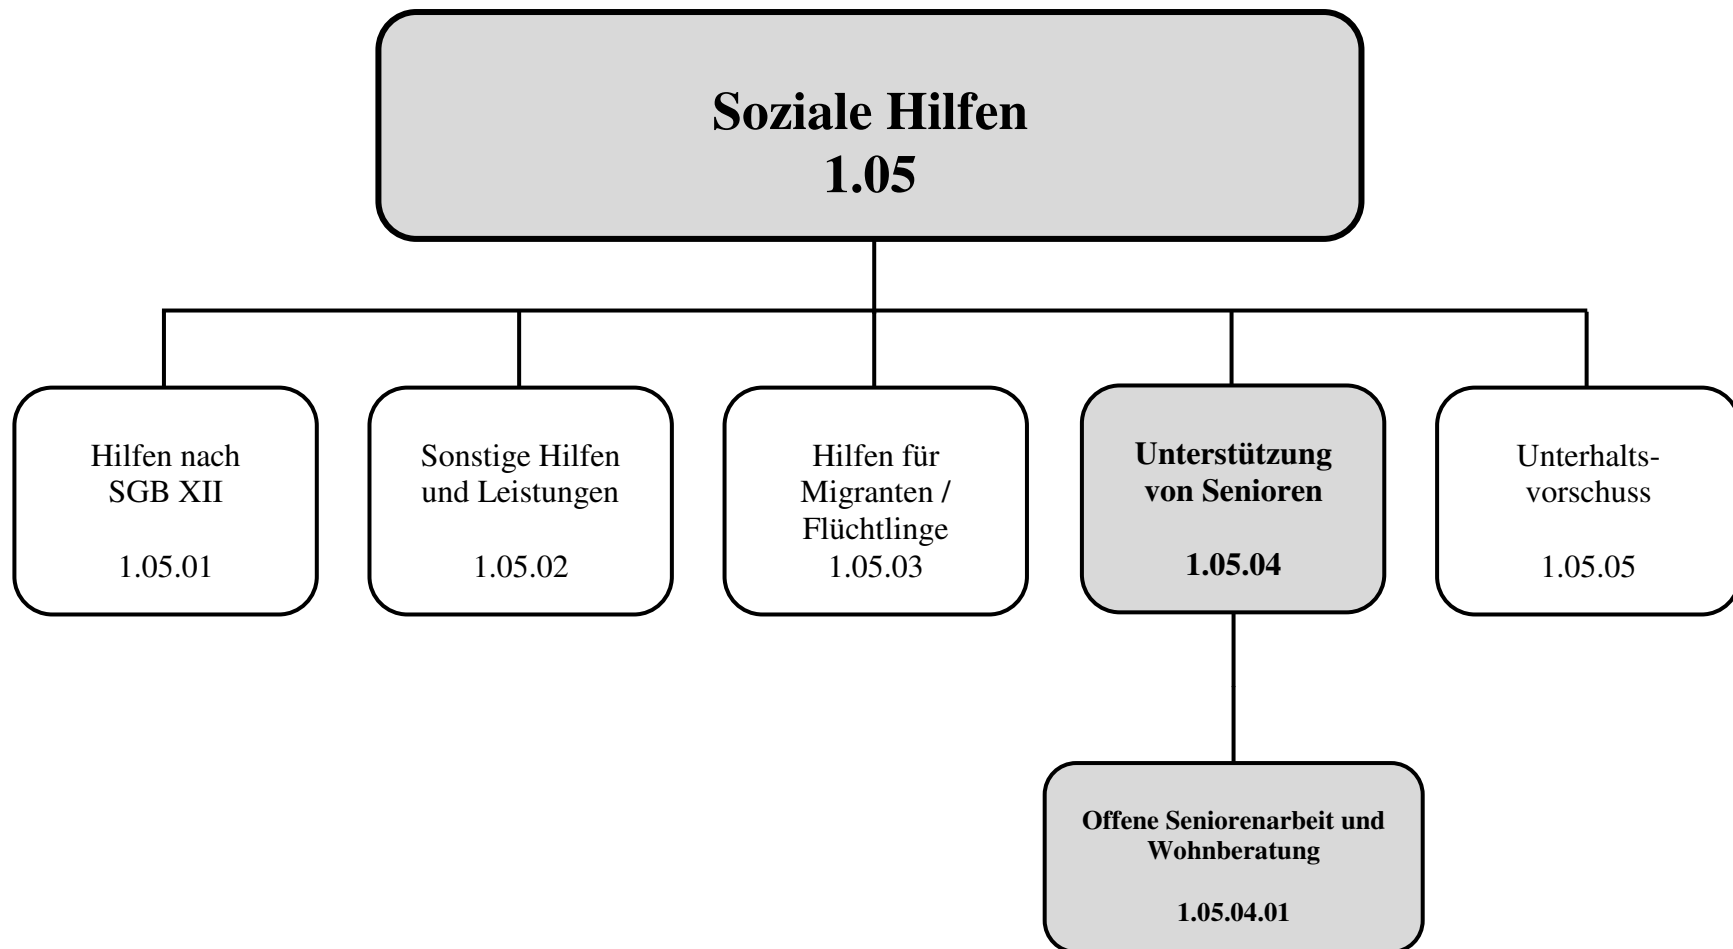 Soziale Hilfen
1.05
Hilfen nach
SGB XII
1.05.01
Sonstige Hilfen
und Leistungen
1.05.02
Hilfen für
Migranten /
Flüchtlinge
1.05.03
Unterstützung
von Senioren
1.05.04
Unterhalts-
vorschuss
1.05.05
Offene Seniorenarbeit und
Wohnberatung
1.05.04.01